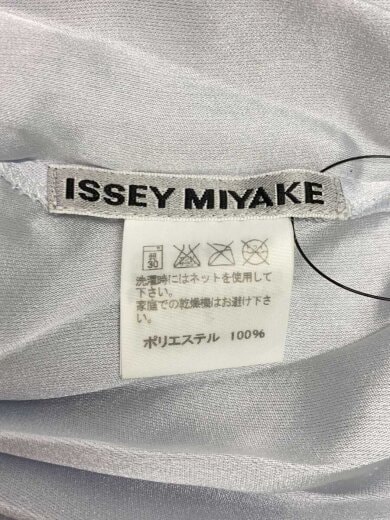 ISSEY MIYAKE
弱
30
洗濯時にはネットを使用して
下さい。
家庭での乾燥機はお避け下さ
い。
ポリエステル 100%